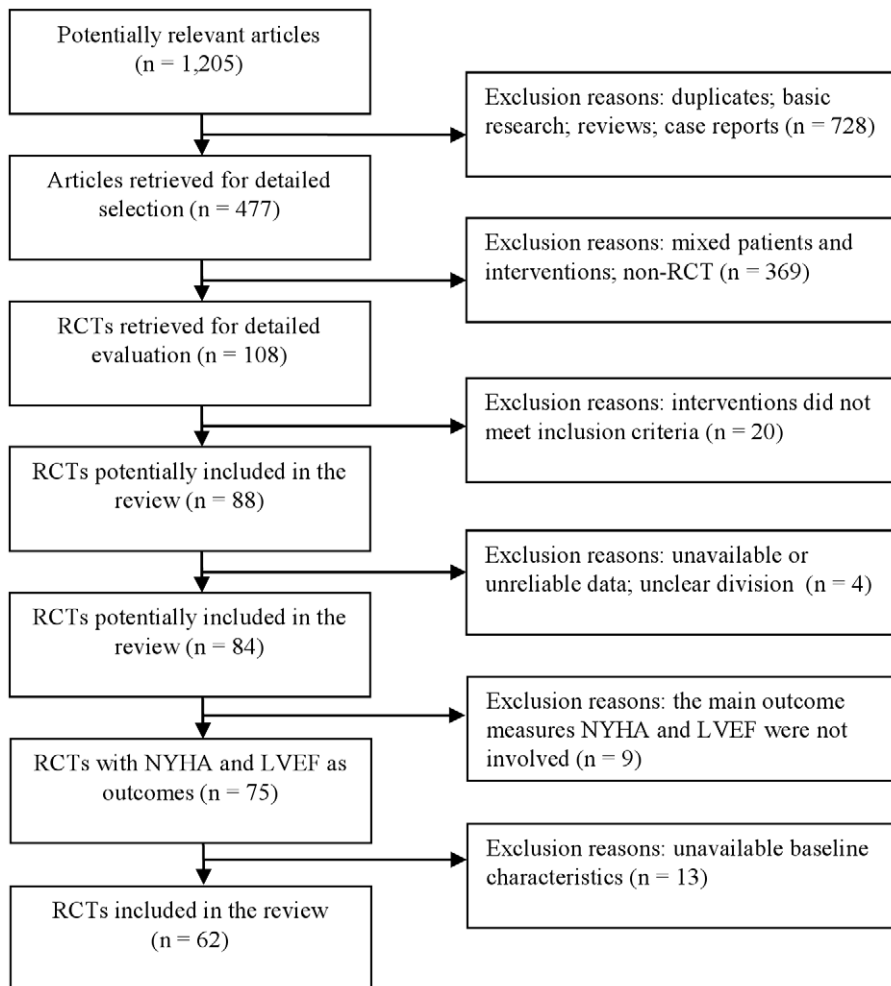 Potentially relevant articles
(n = 1,205)
Exclusion reasons: duplicates; basic
research; reviews; case reports (n = 728)
Articles retrieved for detailed
selection (n = 477)
Exclusion reasons: mixed patients and
interventions; non-RCT (n = 369)
RCTs retrieved for detailed
evaluation (n = 108)
Exclusion reasons: interventions did not
meet inclusion criteria (n = 20)
RCTs potentially included in the
review (n = 88)
Exclusion reasons: unavailable or
unreliable data; unclear division (n = 4)
RCTs potentially included in the
review (n = 84)
Exclusion reasons: the main outcome
measures NYHA and LVEF were not
involved (n = 9)
RCTs with NYHA and LVEF as
outcomes (n = 75)
Exclusion reasons: unavailable baseline
characteristics (n = 13)
RCTs included in the review
(n = 62)